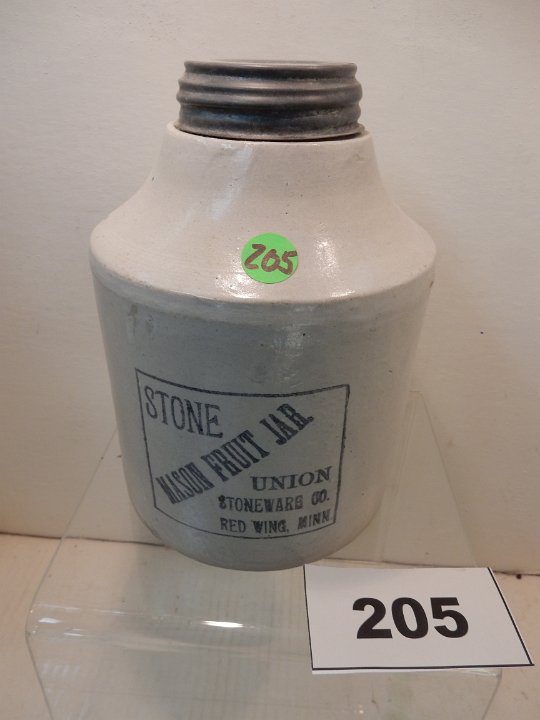 205
STONE
MASON FRUIT JAR
UNION
STONEWARE CO.
RED WING, MINN.
205